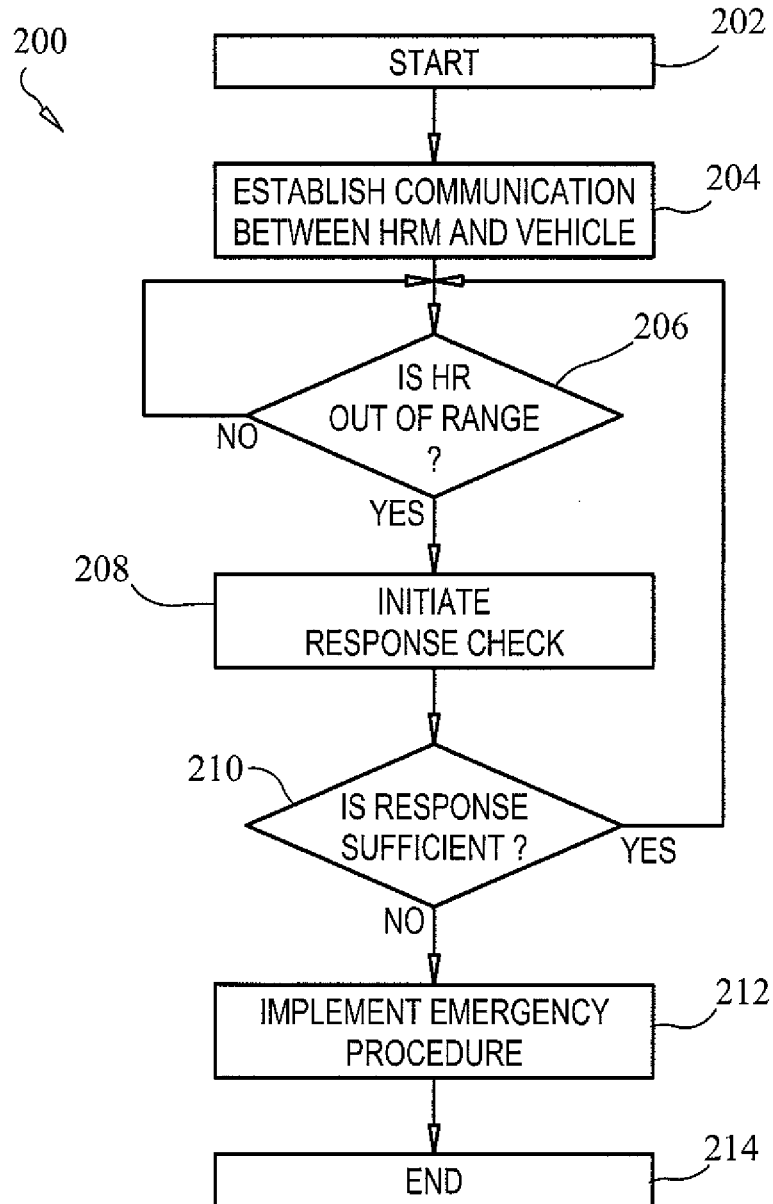 200
START
202
ESTABLISH COMMUNICATION
BETWEEN HRM AND VEHICLE
204
IS HR
OUT OF RANGE
?
206
NO
YES
208
INITIATE
RESPONSE CHECK
210
IS RESPONSE
SUFFICIENT ?
YES
NO
IMPLEMENT EMERGENCY
PROCEDURE
212
END
214